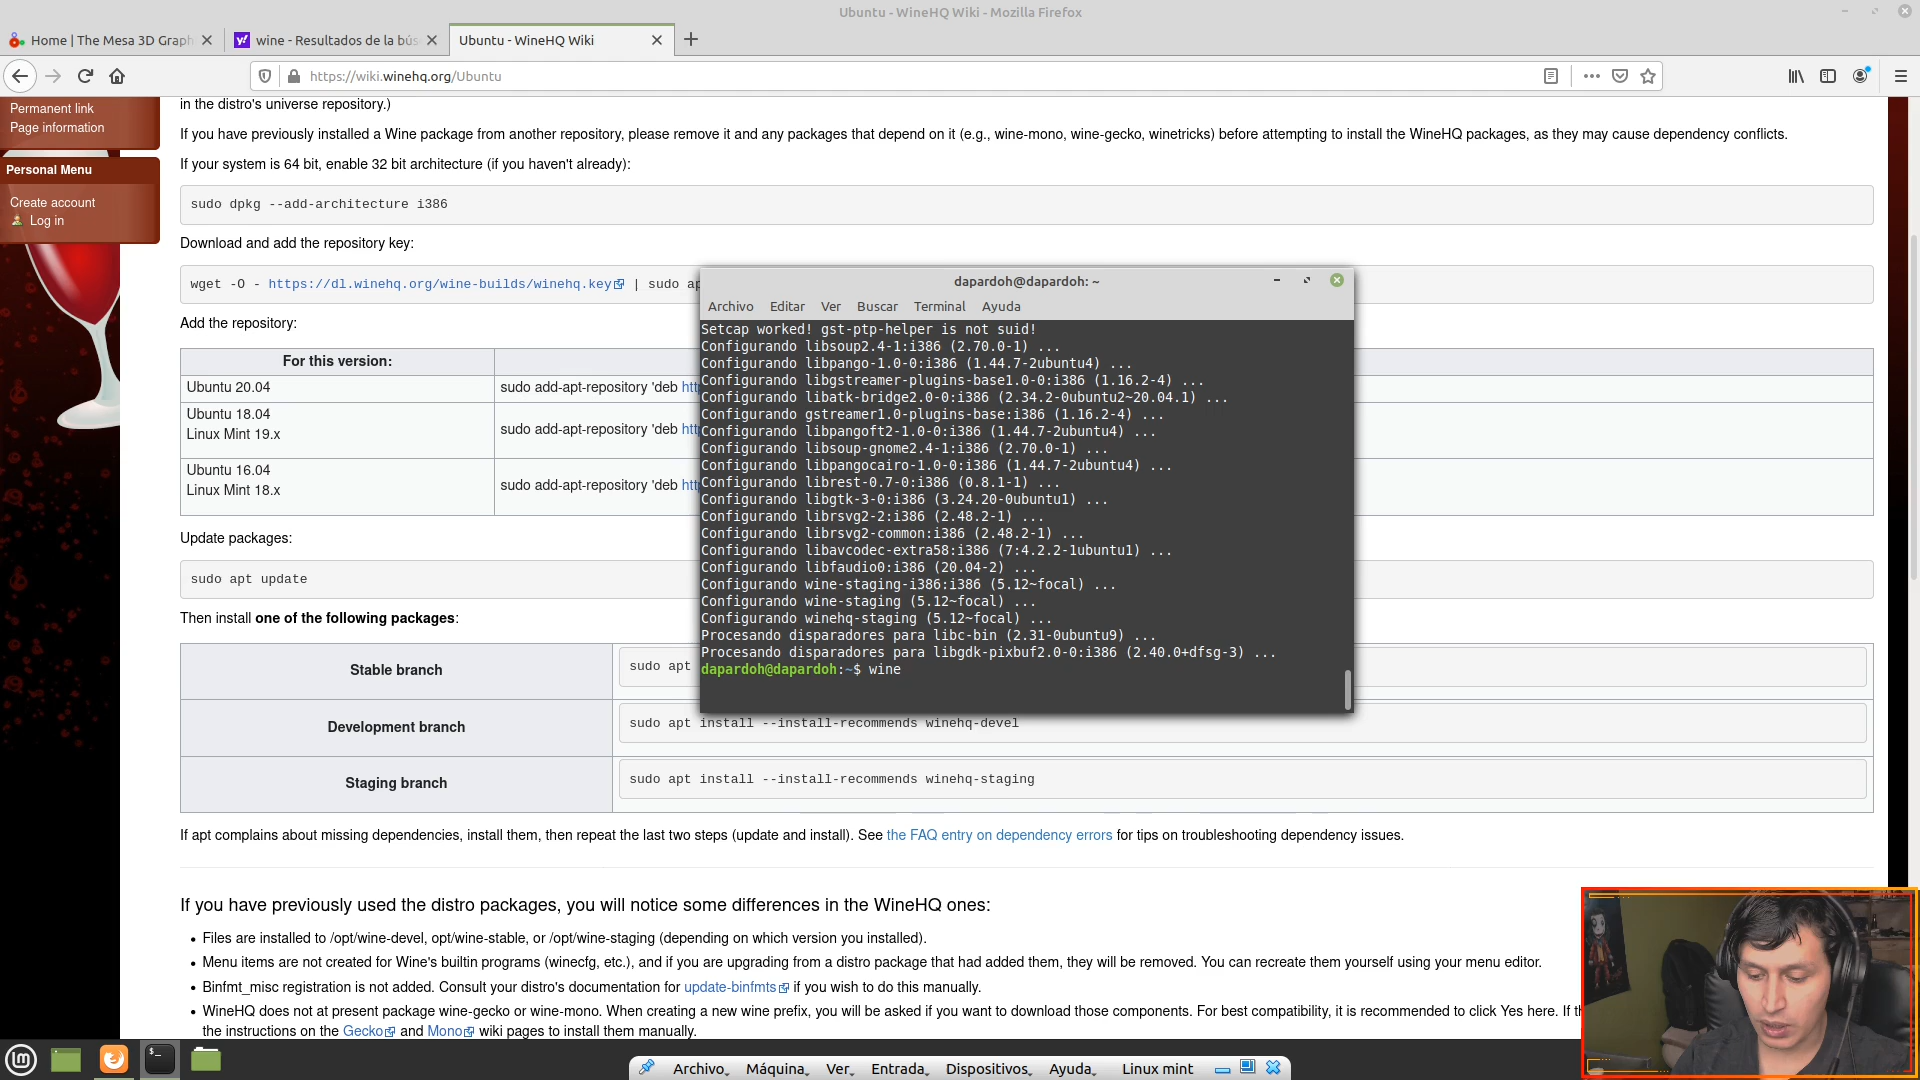 Ubuntu - WineHQ Wiki - Mozilla Firefox
Home | The Mesa 3D Graph
wine - Resultados de la bús
Ubuntu - WineHQ Wiki
https://wiki.winehq.org/Ubuntu
Permanent link
Page information
Personal Menu
Create account
Log in
in the distro's universe repository.)
If you have previously installed a Wine package from another repository, please remove it and any packages that depend on it (e.g., wine-mono, wine-gecko, winetricks) before attempting to install the WineHQ packages, as they may cause dependency conflicts.
If your system is 64 bit, enable 32 bit architecture (if you haven't already):
sudo dpkg --add-architecture i386
Download and add the repository key:
wget -O - https://dl.winehq.org/wine-builds/winehq.key | sudo ap
Add the repository:
For this version:
Ubuntu 20.04
sudo add-apt-repository 'deb htt
Ubuntu 18.04
Linux Mint 19.x
sudo add-apt-repository 'deb htt
Ubuntu 16.04
Linux Mint 18.x
sudo add-apt-repository 'deb htt
Update packages:
sudo apt update
Then install one of the following packages:
Stable branch
sudo apt
Development branch
sudo apt install --install-recommends winehq-devel
Staging branch
sudo apt install --install-recommends winehq-staging
If apt complains about missing dependencies, install them, then repeat the last two steps (update and install). See the FAQ entry on dependency errors for tips on troubleshooting dependency issues.
If you have previously used the distro packages, you will notice some differences in the WineHQ ones:
Files are installed to /opt/wine-devel, opt/wine-stable, or /opt/wine-staging (depending on which version you installed).
Menu items are not created for Wine's builtin programs (winecfg, etc.), and if you are upgrading from a distro package that had added them, they will be removed. You can recreate them yourself using your menu editor.
Binfmt_misc registration is not added. Consult your distro's documentation for update-binfmts if you wish to do this manually.
WineHQ does not at present package wine-gecko or wine-mono. When creating a new wine prefix, you will be asked if you want to download those components. For best compatibility, it is recommended to click Yes here. If th
the instructions on the Gecko and Mono wiki pages to install them manually.
dapardoh@dapardoh: ~
Archivo Editar Ver Buscar Terminal Ayuda
Setcap worked! gst-ptp-helper is not suid!
Configurando libsoup2.4-1:i386 (2.70.0-1) ...
Configurando libpango-1.0-0:i386 (1.44.7-2ubuntu4) ...
Configurando libgstreamer-plugins-base1.0-0:i386 (1.16.2-4) ...
Configurando libatk-bridge2.0-0:i386 (2.34.2-0ubuntu2~20.04.1) ...
Configurando gstreamer1.0-plugins-base:i386 (1.16.2-4) ...
Configurando libpangoft2-1.0-0:i386 (1.44.7-2ubuntu4) ...
Configurando libsoup-gnome2.4-1:i386 (2.70.0-1) ...
Configurando libpangocairo-1.0-0:i386 (1.44.7-2ubuntu4) ...
Configurando librest-0.7-0:i386 (0.8.1-1) ...
Configurando libgtk-3-0:i386 (3.24.20-0ubuntu1) ...
Configurando librsvg2-2:i386 (2.48.2-1) ...
Configurando librsvg2-common:i386 (2.48.2-1) ...
Configurando libavcodec-extra58:i386 (7:4.2.2-1ubuntu1) ...
Configurando libfaudio0:i386 (20.04-2) ...
Configurando wine-staging-i386:i386 (5.12~focal) ...
Configurando wine-staging (5.12~focal) ...
Configurando winehq-staging (5.12~focal) ...
Procesando disparadores para libc-bin (2.31-0ubuntu9) ...
Procesando disparadores para libgdk-pixbuf2.0-0:i386 (2.40.0+dfsg-3) ...
dapardoh@dapardoh:~$ wine
Archivo Máquina Ver Entrada Dispositivos Ayuda Linux mint